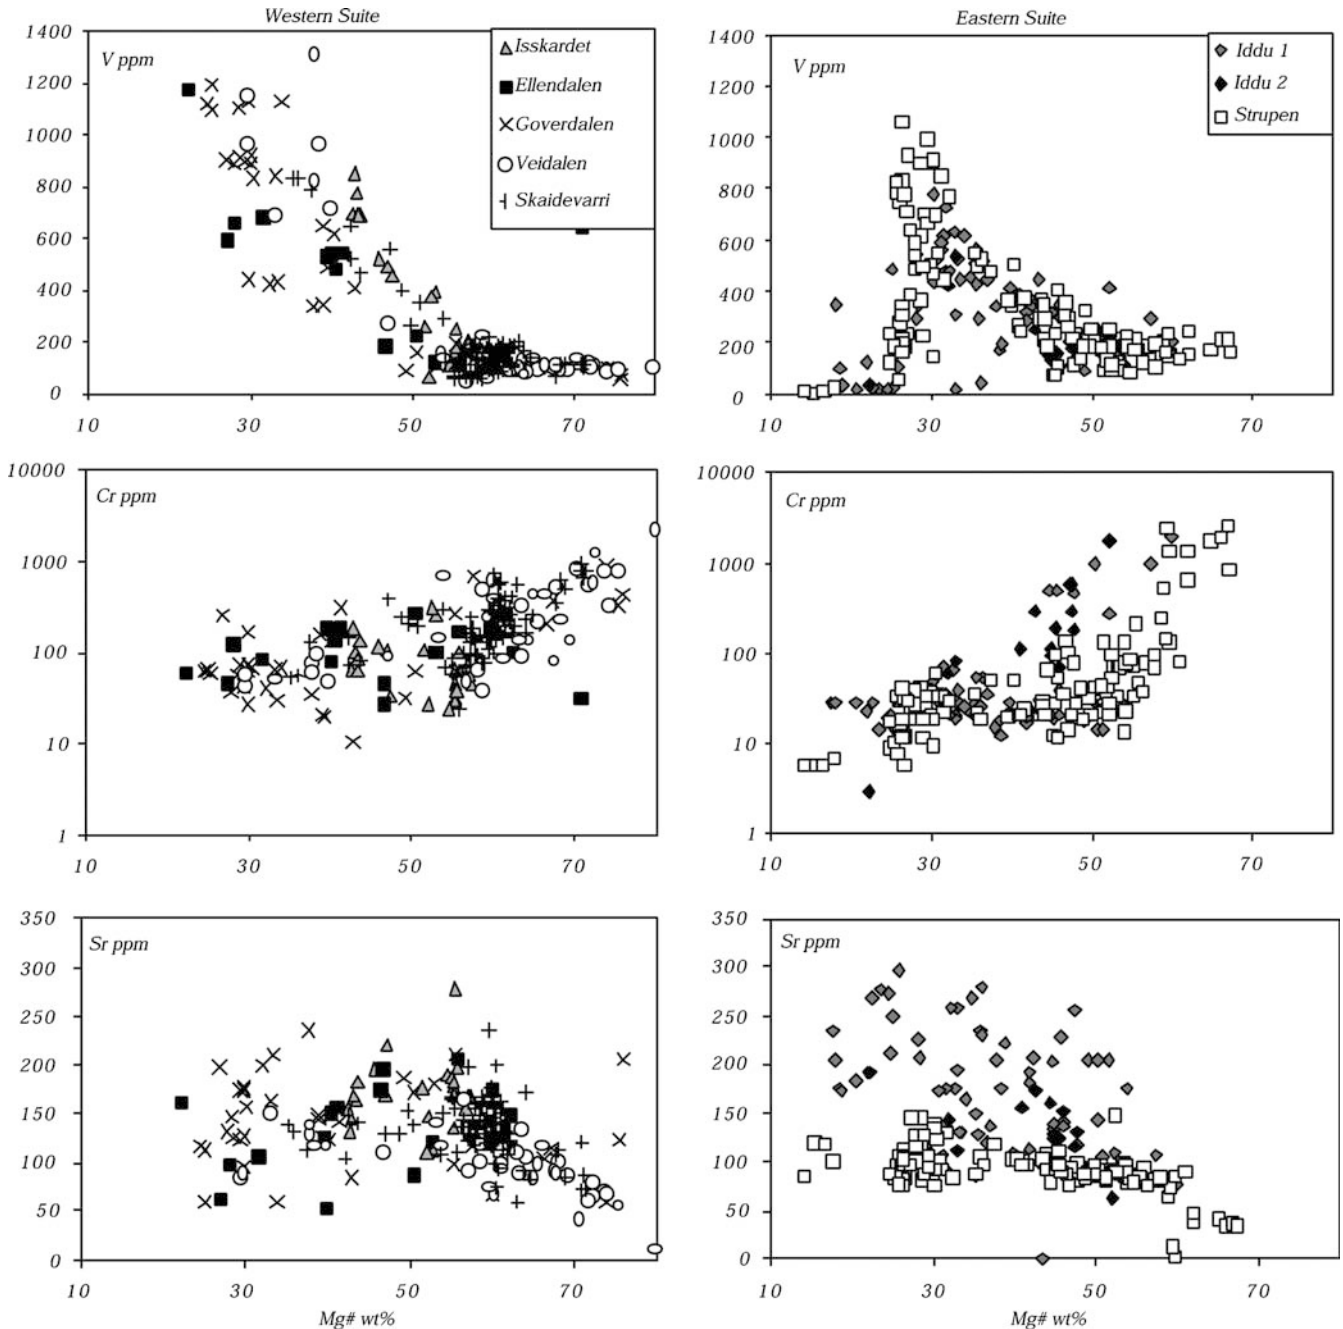 Western Suite
1400
1200
1000
800
600
400
200
0
V ppm
Isskardet
Ellendalen
Goverdalen
Veidalen
Skaidevarri
10 30 50 70
Eastern Suite
1400
1200
1000
800
600
400
200
0
V ppm
Iddu 1
Iddu 2
Strupen
10 30 50 70
10000
1000
100
10
1
Cr ppm
10 30 50 70
10000
1000
100
10
1
Cr ppm
10 30 50 70
350
300
250
200
150
100
50
0
Sr ppm
10 30 50 70
Mg# wt%
350
300
250
200
150
100
50
0
Sr ppm
10 30 50 70
Mg# wt%